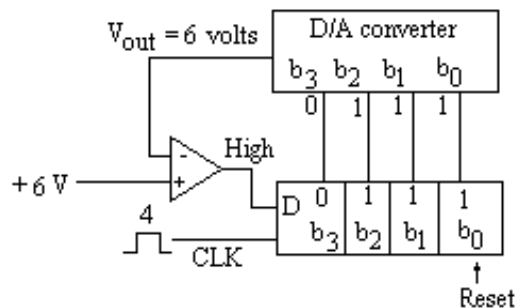 V_out = 6 volts
D/A converter
b3 b2 b1 b0
0 1 1 1
High
-
+
+ 6 V
4
CLK
D 0 1 1 1
b3 b2 b1 b0
Reset